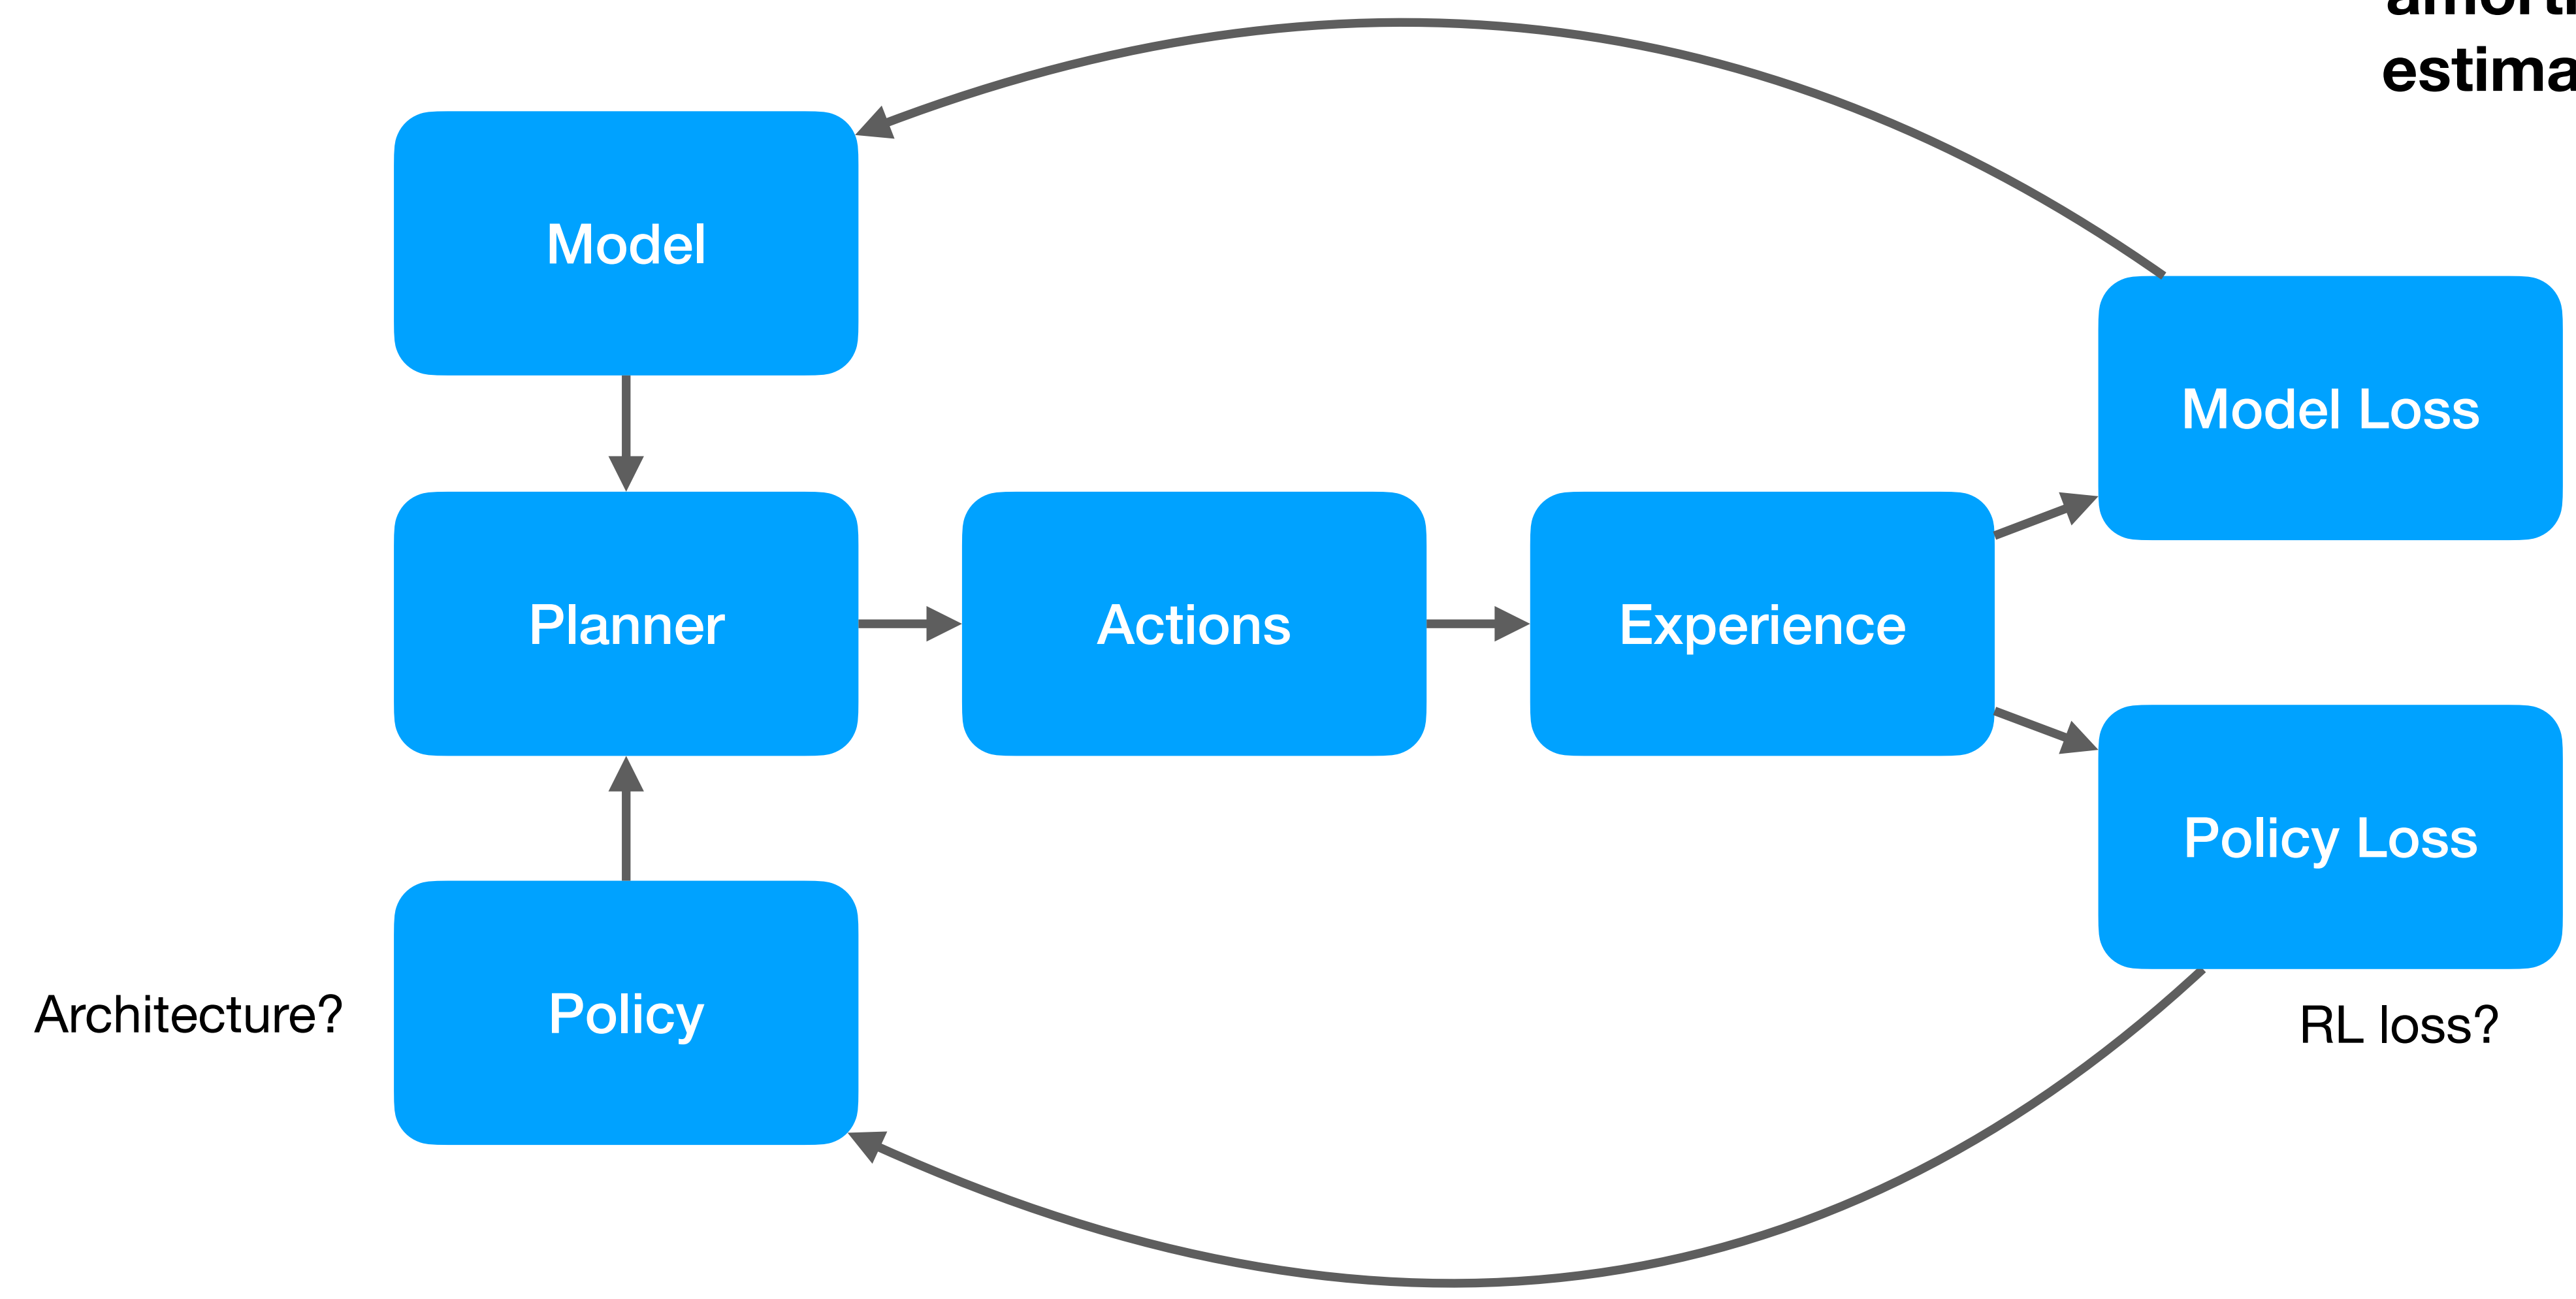 estima
Model
Model Loss
Planner
Actions
Experience
Policy Loss
Architecture?
Policy
RL loss?